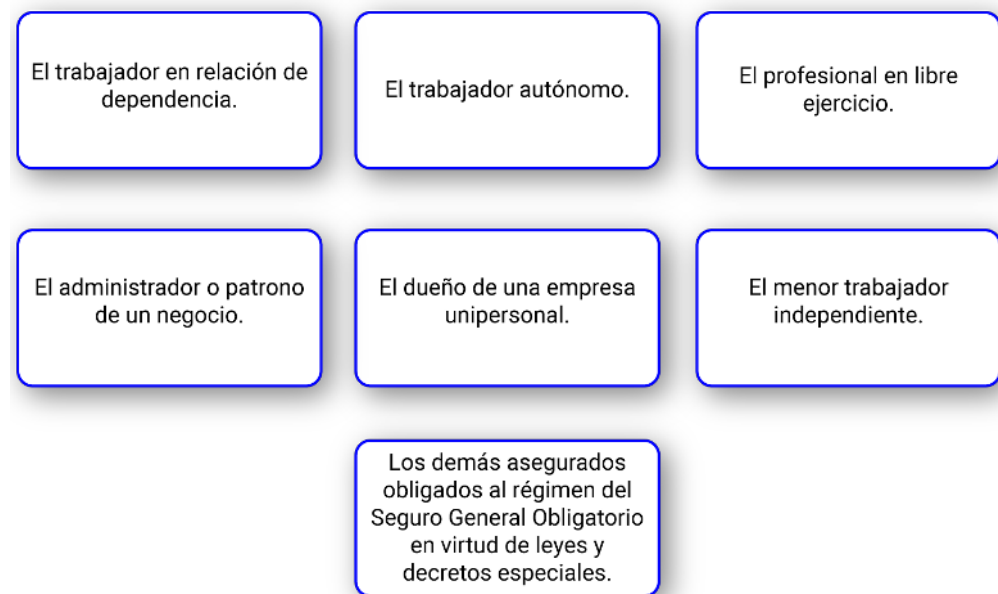 El trabajador en relación de
dependencia.
El trabajador autónomo.
El profesional en libre
ejercicio.
El administrador o patrono
de un negocio.
El dueño de una empresa
unipersonal.
El menor trabajador
independiente.
Los demás asegurados
obligados al régimen del
Seguro General Obligatorio
en virtud de leyes y
decretos especiales.